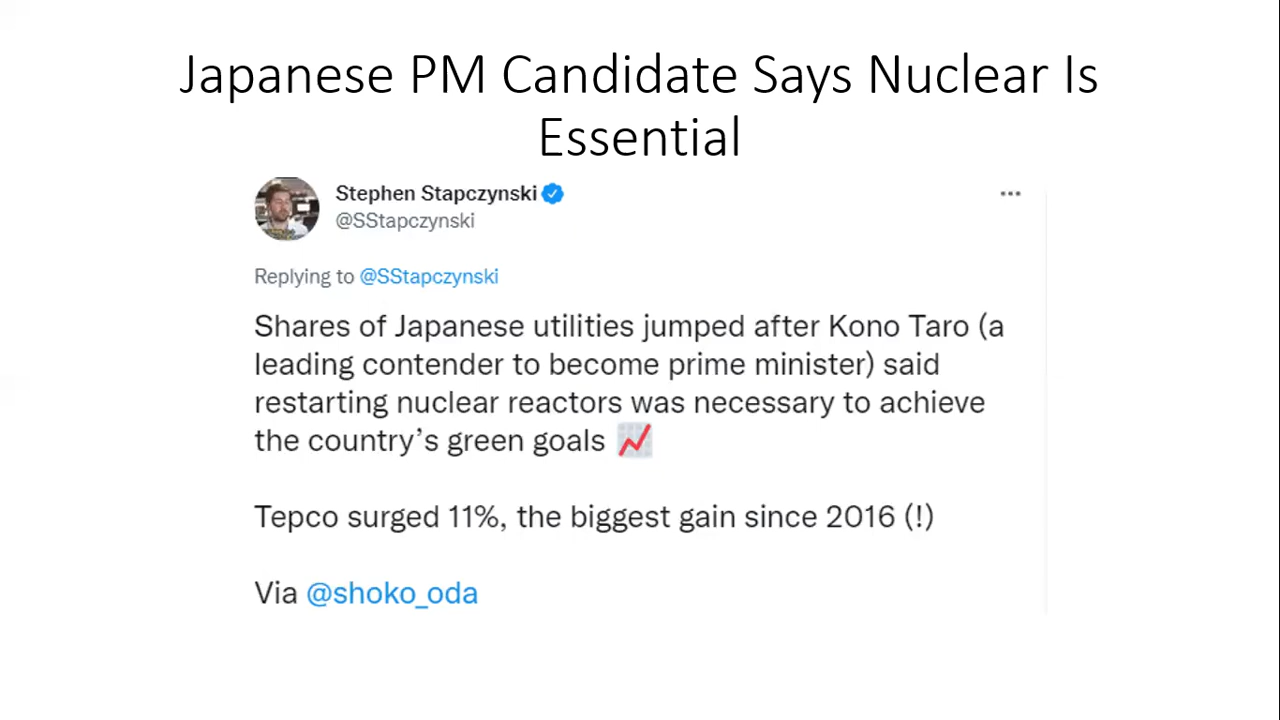 Japanese PM Candidate Says Nuclear Is
Essential
Stephen Stapczynski
@SStapczynski
Replying to @SStapczynski
Shares of Japanese utilities jumped after Kono Taro (a
leading contender to become prime minister) said
restarting nuclear reactors was necessary to achieve
the country’s green goals 📈
Tepco surged 11%, the biggest gain since 2016 (!)
Via @shoko_oda